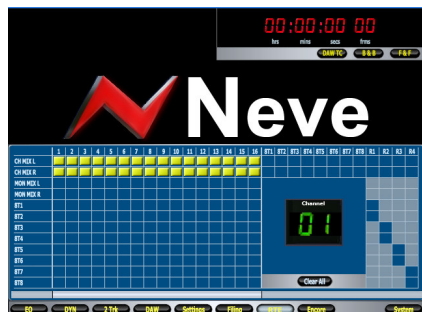 00:00:00 00
hrs mins secs frms
DAW TC B & B F & F
Neve
1 2 3 4 5 6 7 8 9 10 11 12 13 14 15 16 BT1 BT2 BT3 BT4 BT5 BT6 BT7 BT8 R1 R2 R3 R4
CH MIX L
CH MIX R
MON MIX L
MON MIX R
BT1
BT2
BT3
BT4
BT5
BT6
BT7
BT8
Channel
01
Clear All
EQ DYN 2 Trk DAW Settings Filing Encore System